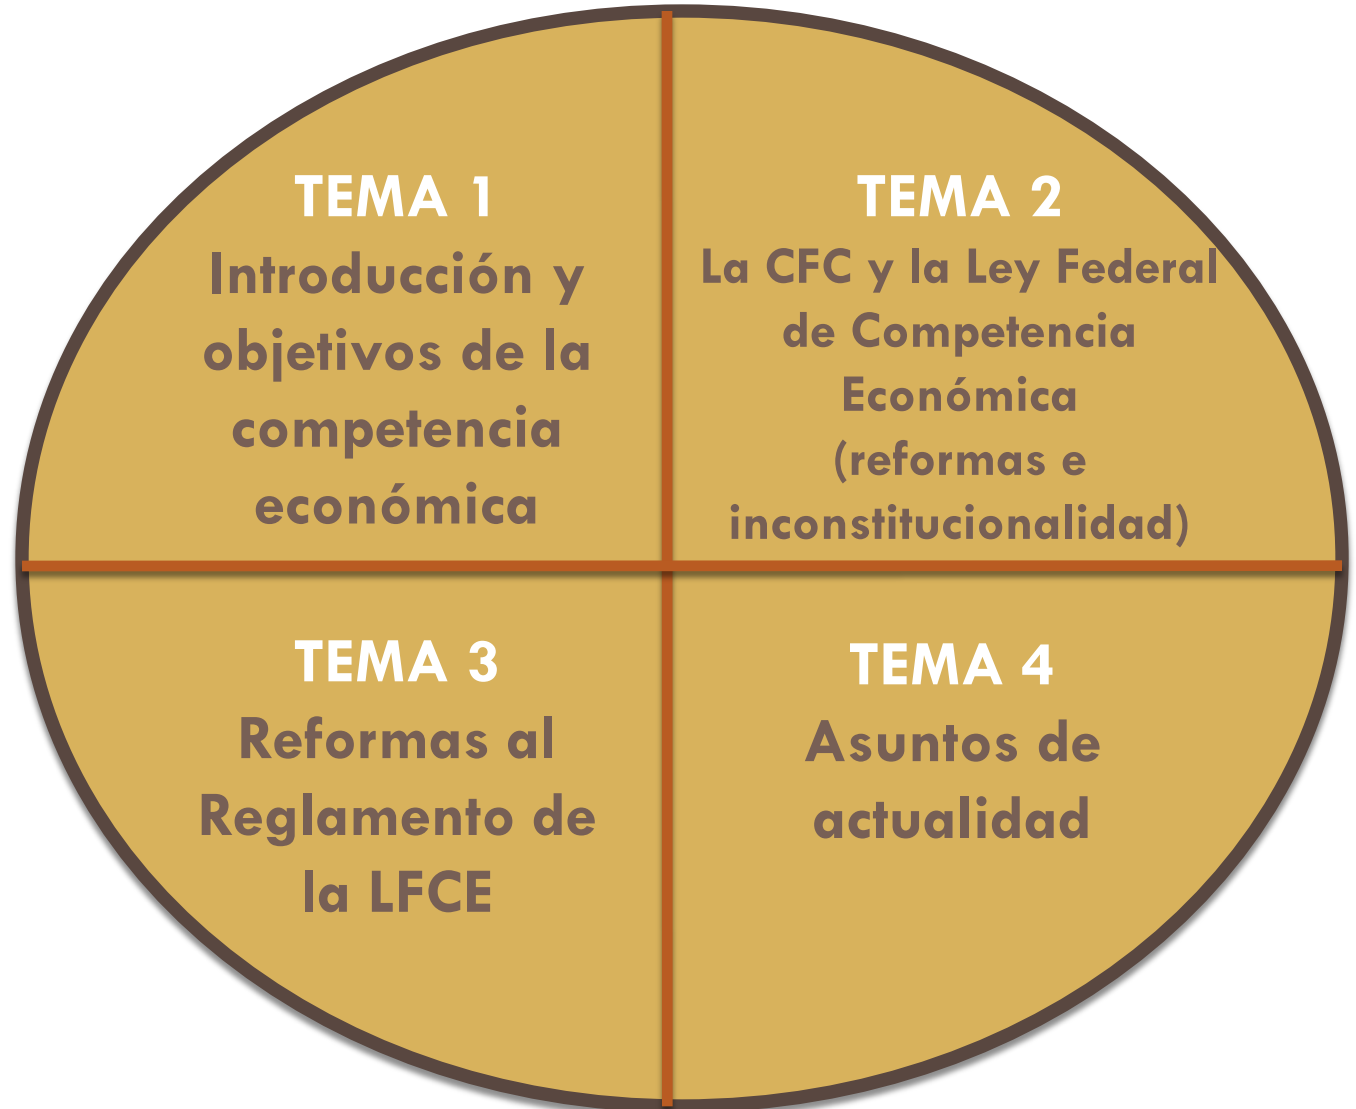 TEMA 1
Introducción y
objetivos de la
competencia
económica
TEMA 2
La CFC y la Ley Federal
de Competencia
Económica
(reformas e
inconstitucionalidad)
TEMA 3
Reformas al
Reglamento de
la LFCE
TEMA 4
Asuntos de
actualidad